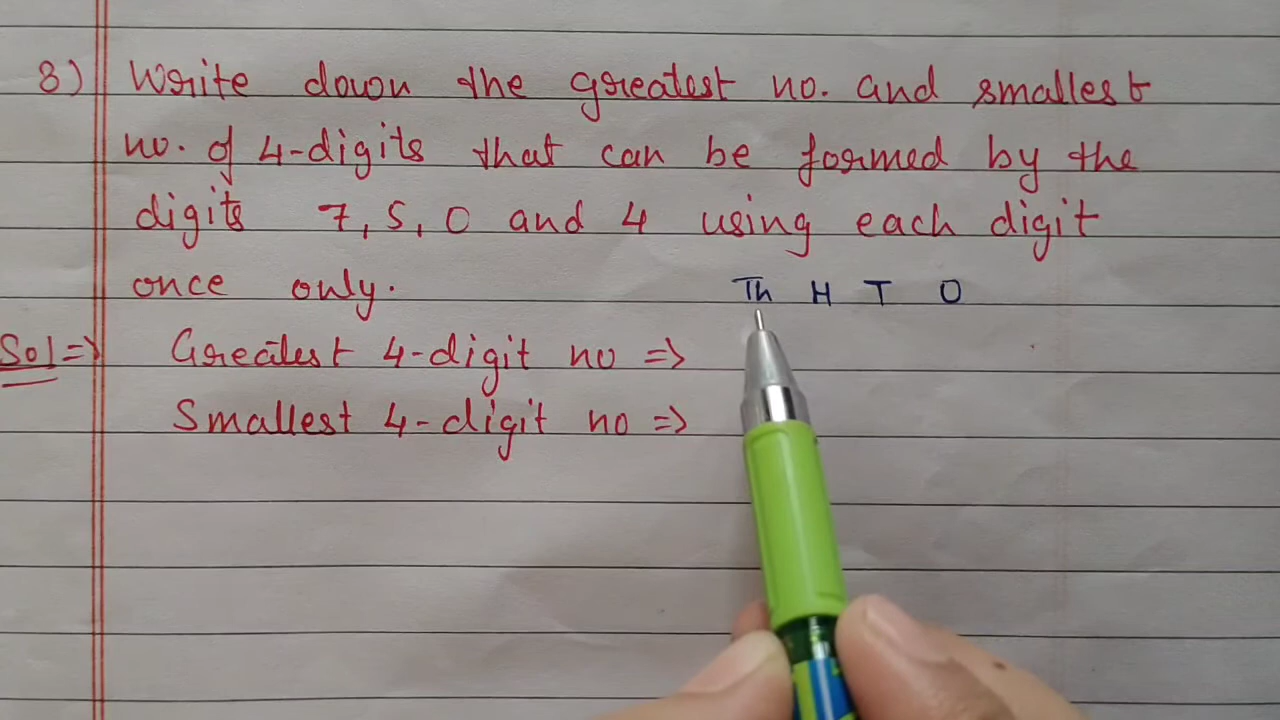 8) Write down the greatest no. and smallest
no. of 4-digits that can be formed by the
digits 7, 5, 0 and 4 using each digit
once only.
Th H T O
Sol => Greatest 4-digit no =>
Smallest 4-digit no =>